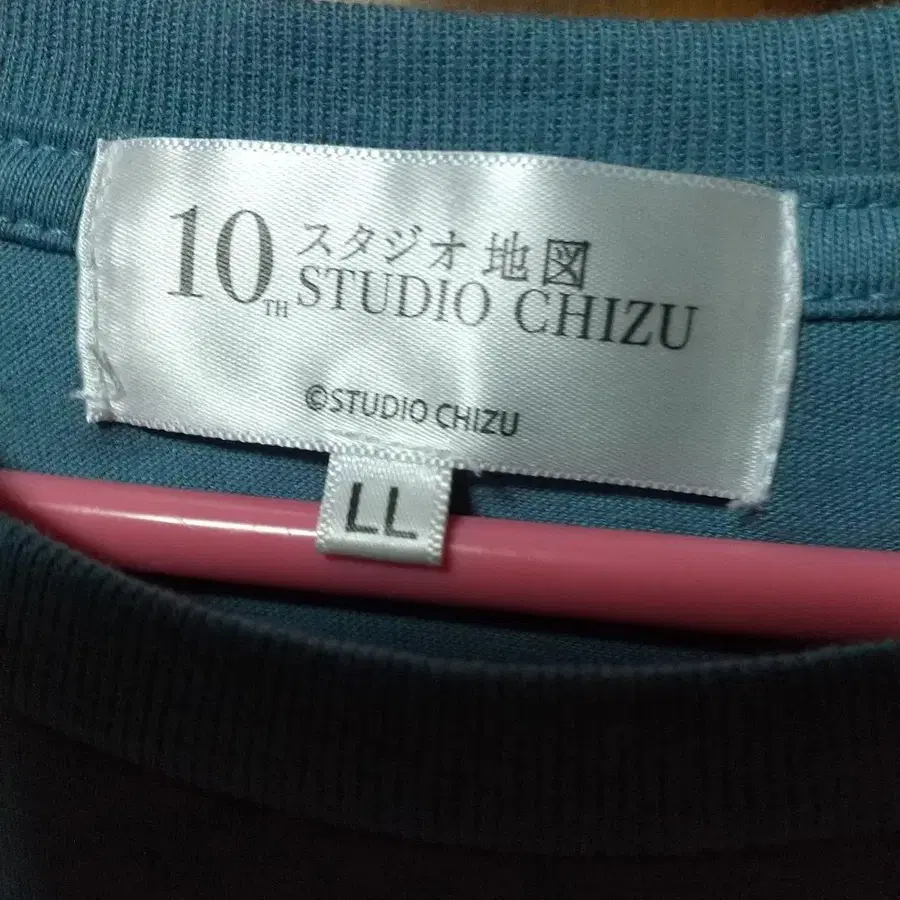 10TH スタジオ地図
STUDIO CHIZU
©STUDIO CHIZU
LL